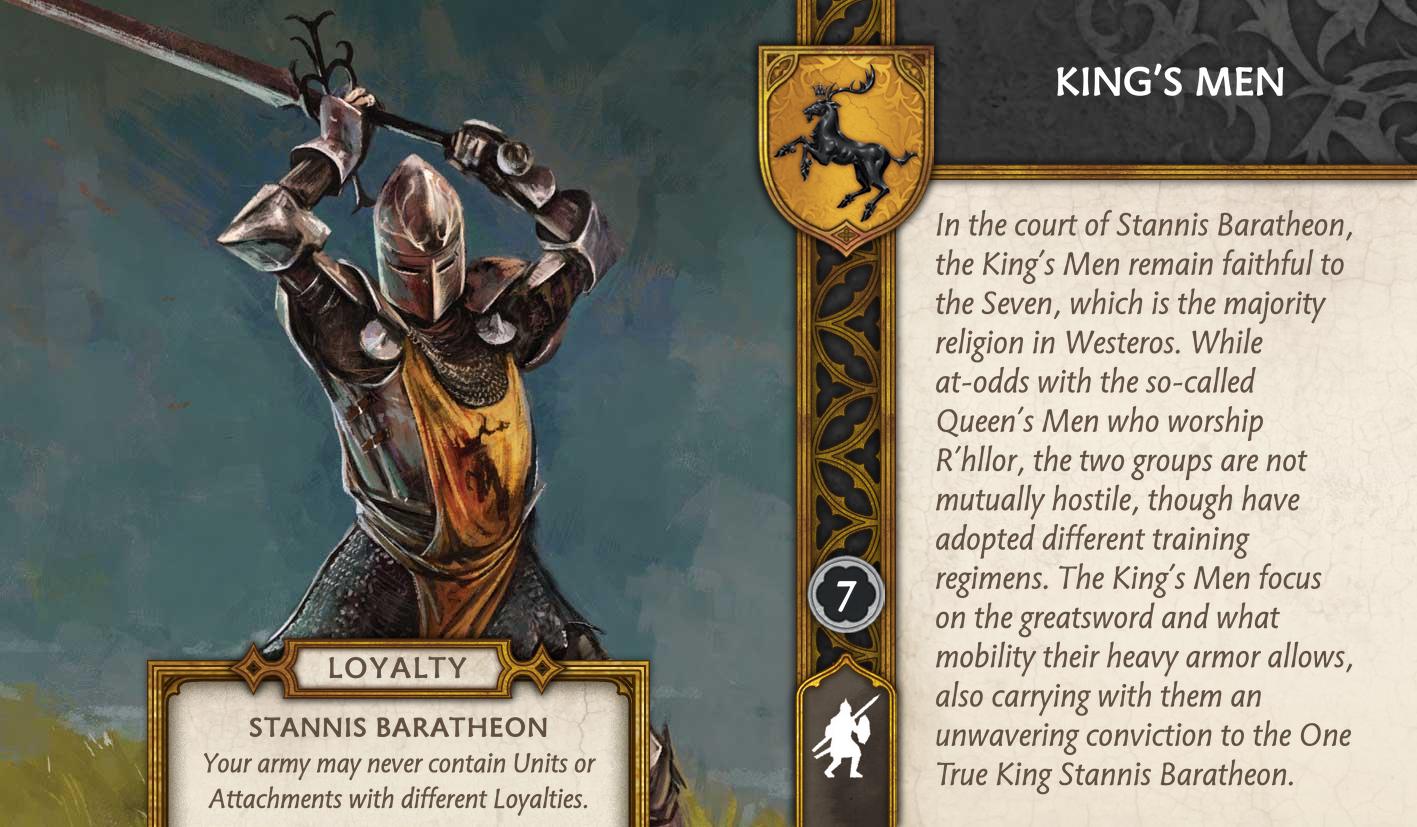 KING'S MEN
In the court of Stannis Baratheon,
the King's Men remain faithful to
the Seven, which is the majority
religion in Westeros. While
at-odds with the so-called
Queen's Men who worship
R'hllor, the two groups are not
mutually hostile, though have
adopted different training
regimens. The King's Men focus
on the greatsword and what
mobility their heavy armor allows,
also carrying with them an
unwavering conviction to the One
True King Stannis Baratheon.
7
LOYALTY
STANNIS BARATHEON
Your army may never contain Units or
Attachments with different Loyalties.